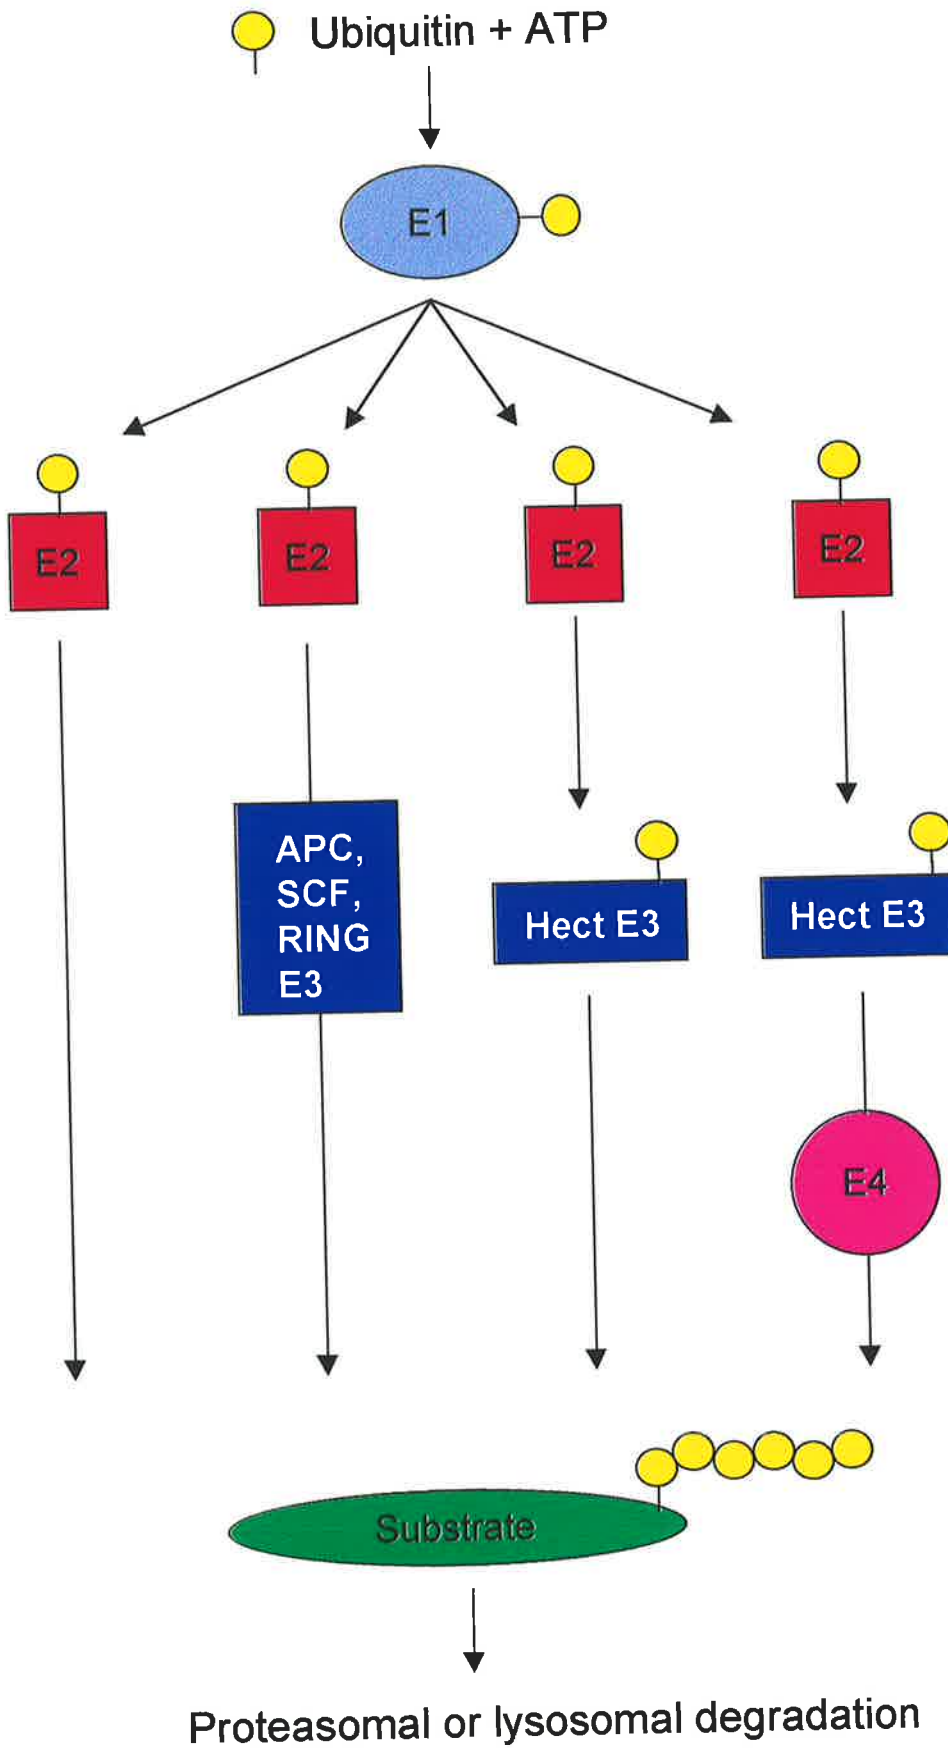 Ubiquitin + ATP
E1
E2
E2
E2
E2
APC,
SCF,
RING
E3
Hect E3
Hect E3
E4
Substrate
Proteasomal or lysosomal degradation